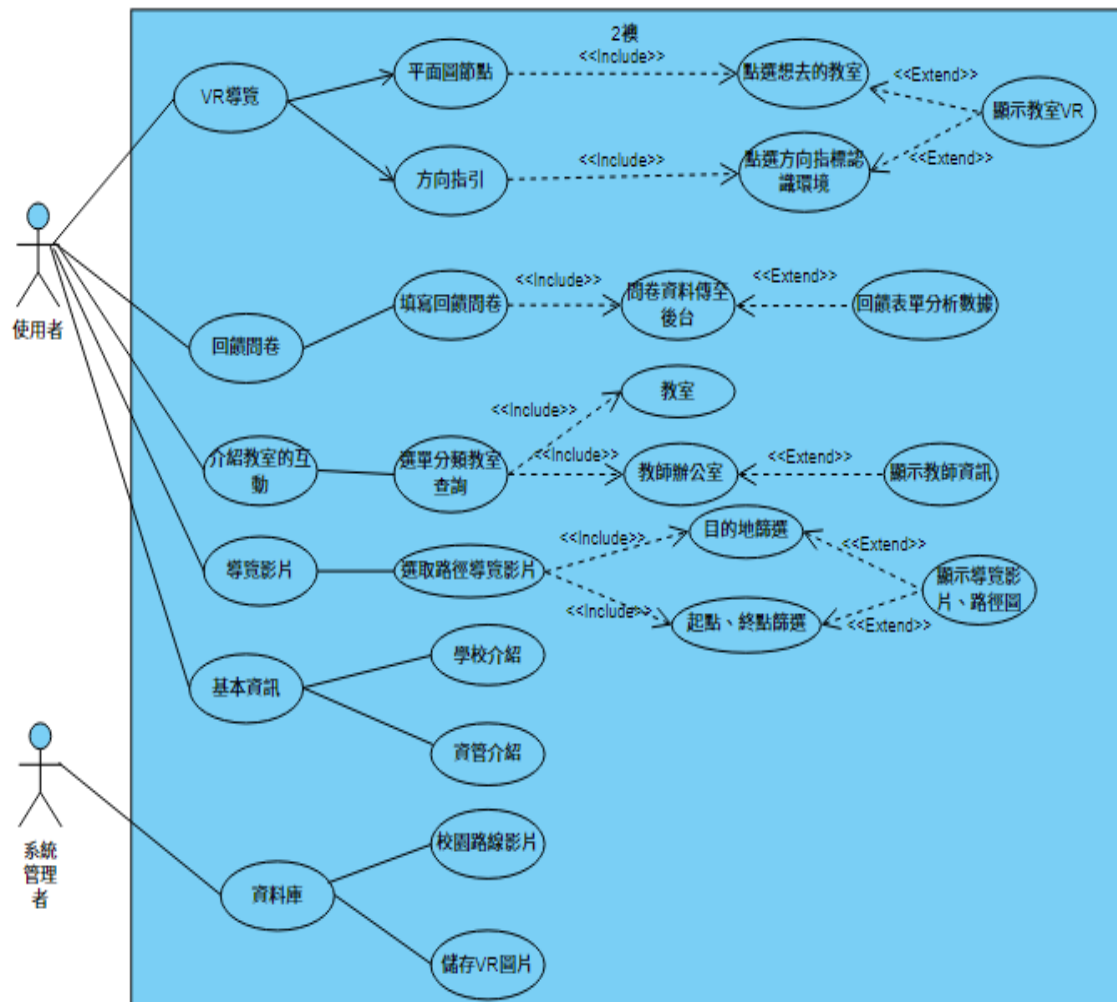 2襖
<<Include>>
平面圖節點
點選想去的教室
<<Extend>>
VR導覽
顯示教室VR
<<Include>>
<<Extend>>
方向指引
點選方向指標認
識環境
使用者
<<Include>>
<<Extend>>
填寫回饋問卷
問卷資料傳至
後台
回饋表單分析數據
回饋問卷
教室
<<Include>>
介紹教室的互
動
選單分類教室
查詢
<<Include>>
教師辦公室
<<Extend>>
顯示教師資訊
目的地篩選
<<Include>>
<<Extend>>
導覽影片
選取路徑導覽影片
顯示導覽影
片、路徑圖
<<Include>>
起點、終點篩選
<<Extend>>
學校介紹
基本資訊
資管介紹
系統
管理
者
校園路線影片
資料庫
儲存VR圖片